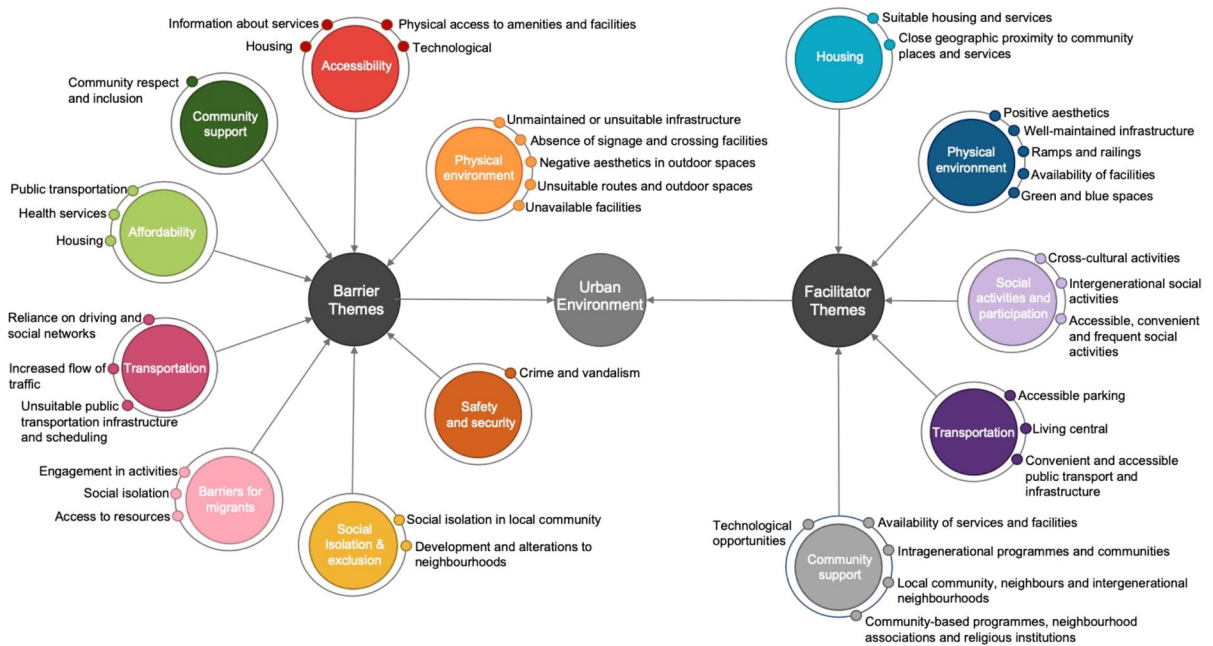 Information about services
Physical access to amenities and facilities
Housing
Technological
Accessibility
Community respect
and inclusion
Community
support
Unmaintained or unsuitable infrastructure
Absence of signage and crossing facilities
Negative aesthetics in outdoor spaces
Unsuitable routes and outdoor spaces
Unavailable facilities
Physical
environment
Public transportation
Health services
Housing
Affordability
Barrier
Themes
Urban
Environment
Facilitator
Themes
Reliance on driving and
social networks
Increased flow of
traffic
Unsuitable public
transportation infrastructure
and scheduling
Transportation
Crime and vandalism
Safety
and security
Engagement in activities
Social isolation
Access to resources
Barriers for
migrants
Social
Isolation &
exclusion
Social isolation in local community
Development and alterations to
neighbourhoods
Suitable housing and services
Close geographic proximity to community
places and services
Housing
Positive aesthetics
Well-maintained infrastructure
Ramps and railings
Availability of facilities
Green and blue spaces
Physical
environment
Cross-cultural activities
Intergenerational social
activities
Accessible, convenient
and frequent social
activities
Social
activities and
participation
Accessible parking
Living central
Convenient and accessible
public transport and
infrastructure
Transportation
Technological
opportunities
Availability of services and facilities
Intragenerational programmes and communities
Local community, neighbours and intergenerational
neighbourhoods
Community-based programmes, neighbourhood
associations and religious institutions
Community
support